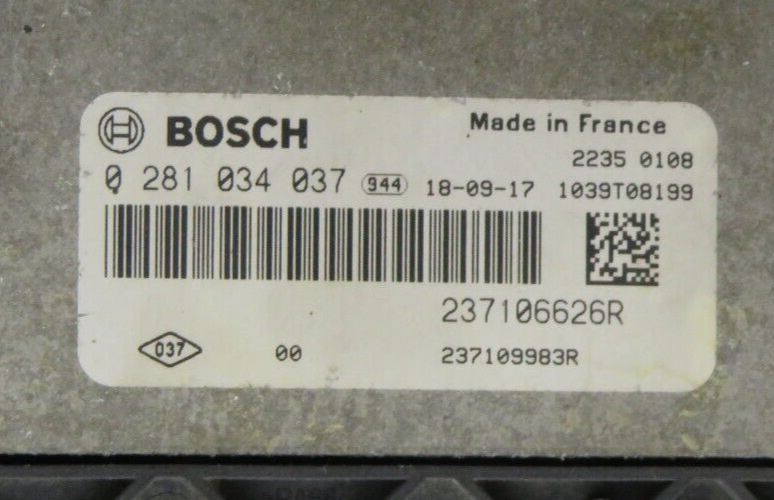 BOSCH Made in France
2235 0108
0 281 034 037 944 18-09-17 1039T08199
237106626R
037 00 237109983R